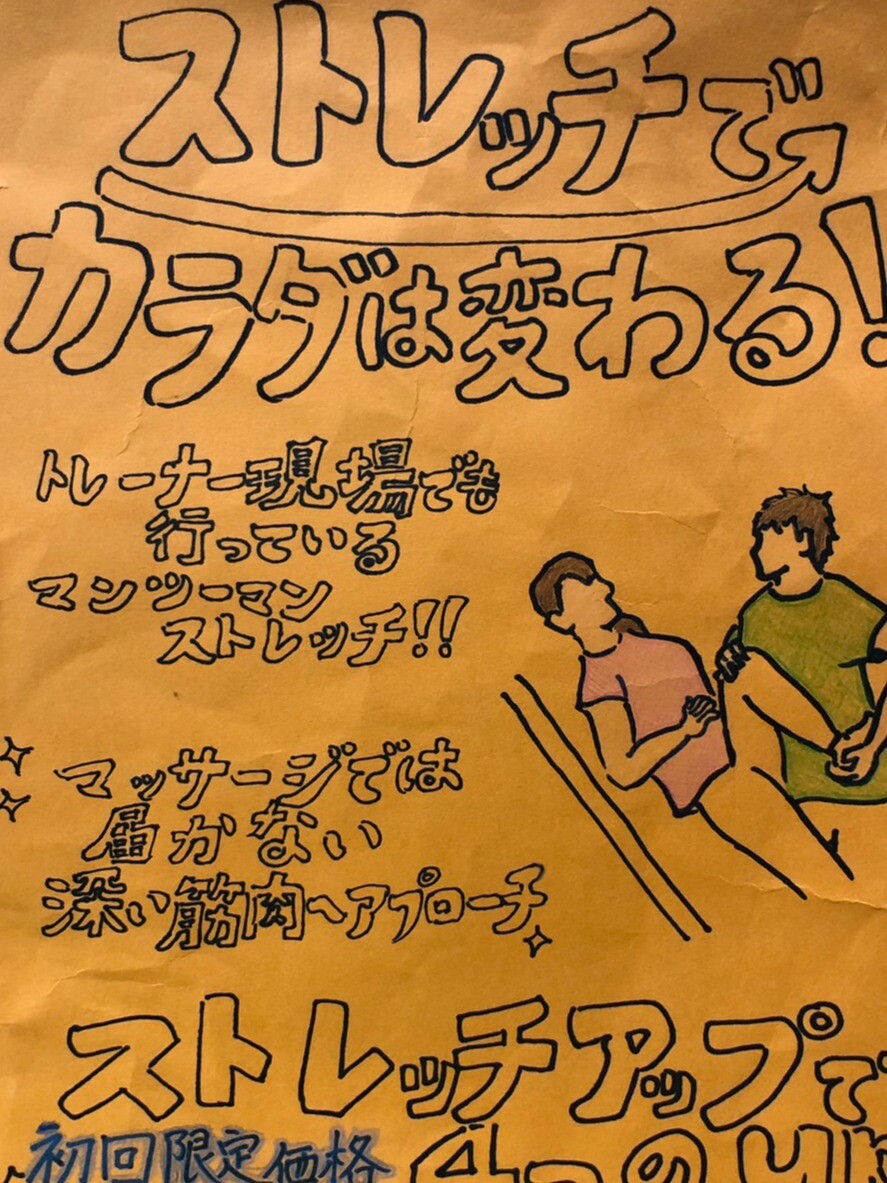 ストレッチで
カラダは変わる!
トレーナー現場でも
行っている
マンツーマン
ストレッチ!!
マッサージでは
届かない
深い筋肉へアプローチ
ストレッチアップで
初回限定価格